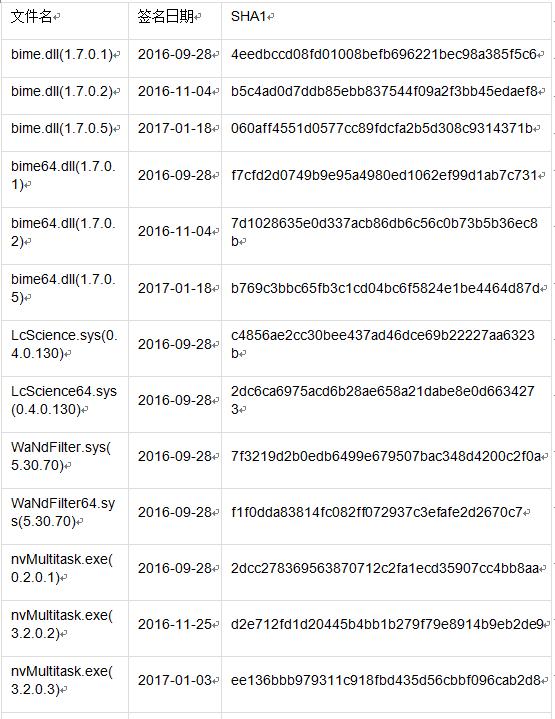 文件名 签名日期 SHA1
bime.dll(1.7.0.1) 2016-09-28 4eedbccd08fd01008befb696221bec98a385f5c6
bime.dll(1.7.0.2) 2016-11-04 b5c4ad0d7ddb85ebb837544f09a2f3bb45edaef8
bime.dll(1.7.0.5) 2017-01-18 060aff4551d0577cc89fdcfa2b5d308c9314371b
bime64.dll(1.7.0.
1) 2016-09-28 f7cfd2d0749b9e95a4980ed1062ef99d1ab7c731
bime64.dll(1.7.0.
2) 2016-11-04 7d1028635e0d337acb86db6c56c0b73b5b36ec8
b
bime64.dll(1.7.0.
5) 2017-01-18 b769c3bbc65fb3c1cd04bc6f5824e1be4464d87d
LcScience.sys(0.
4.0.130) 2016-09-28 c4856ae2cc30bee437ad46dce69b22227aa6323
b
LcScience64.sys
(0.4.0.130) 2016-09-28 2dc6ca6975acd6b28ae658a21dabe8e0d663427
3
WaNdFilter.sys(
5.30.70) 2016-09-28 7f3219d2b0edb6499e679507bac348d4200c2f0a
WaNdFilter64.sy
s(5.30.70) 2016-09-28 f1f0dda83814fc082ff072937c3efafe2d2670c7
nvMultitask.exe(
0.2.0.1) 2016-09-28 2dcc278369563870712c2fa1ecd35907cc4bb8aa
nvMultitask.exe(
3.2.0.2) 2016-11-25 d2e712fd1d20445b4bb1b279f79e8914b9eb2de9
nvMultitask.exe(
3.2.0.3) 2017-01-03 ee136bbb979311c918fbd435d56cbbf096cab2d8